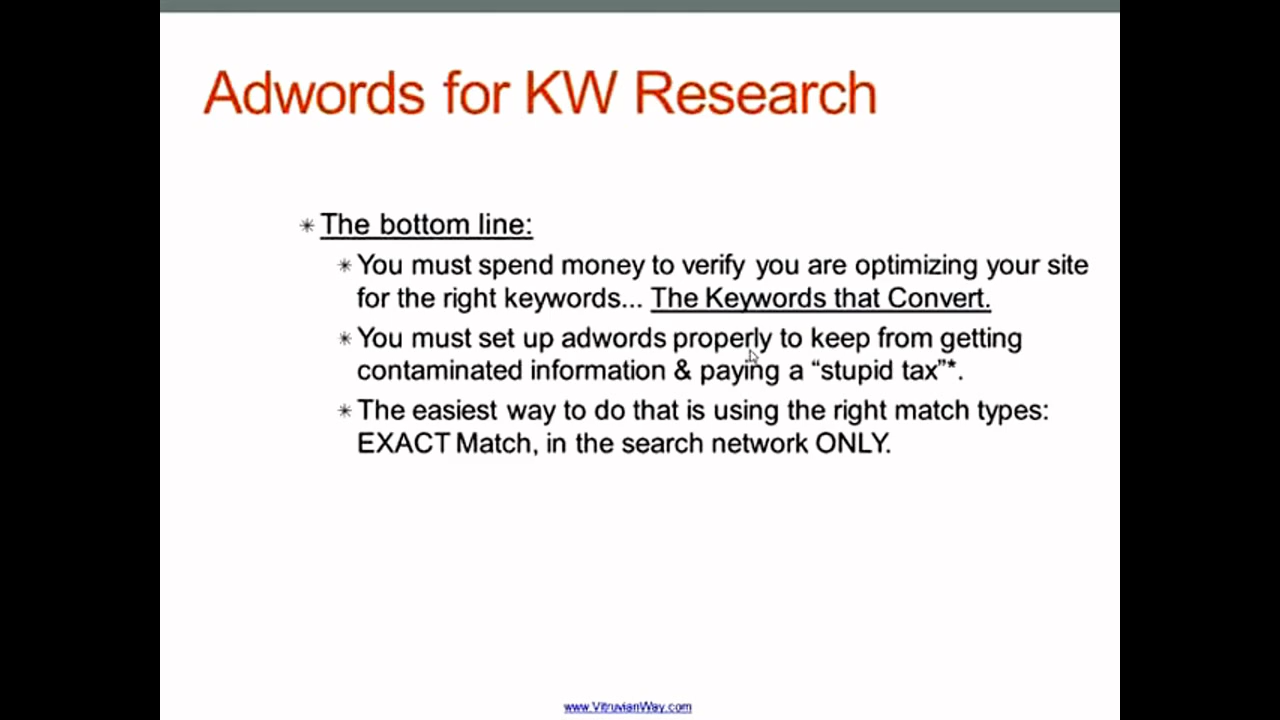 Adwords for KW Research
✴ The bottom line:
✴ You must spend money to verify you are optimizing your site
for the right keywords... The Keywords that Convert.
✴ You must set up adwords properly to keep from getting
contaminated information & paying a “stupid tax”*.
✴ The easiest way to do that is using the right match types:
EXACT Match, in the search network ONLY.
www.VitruvianWay.com